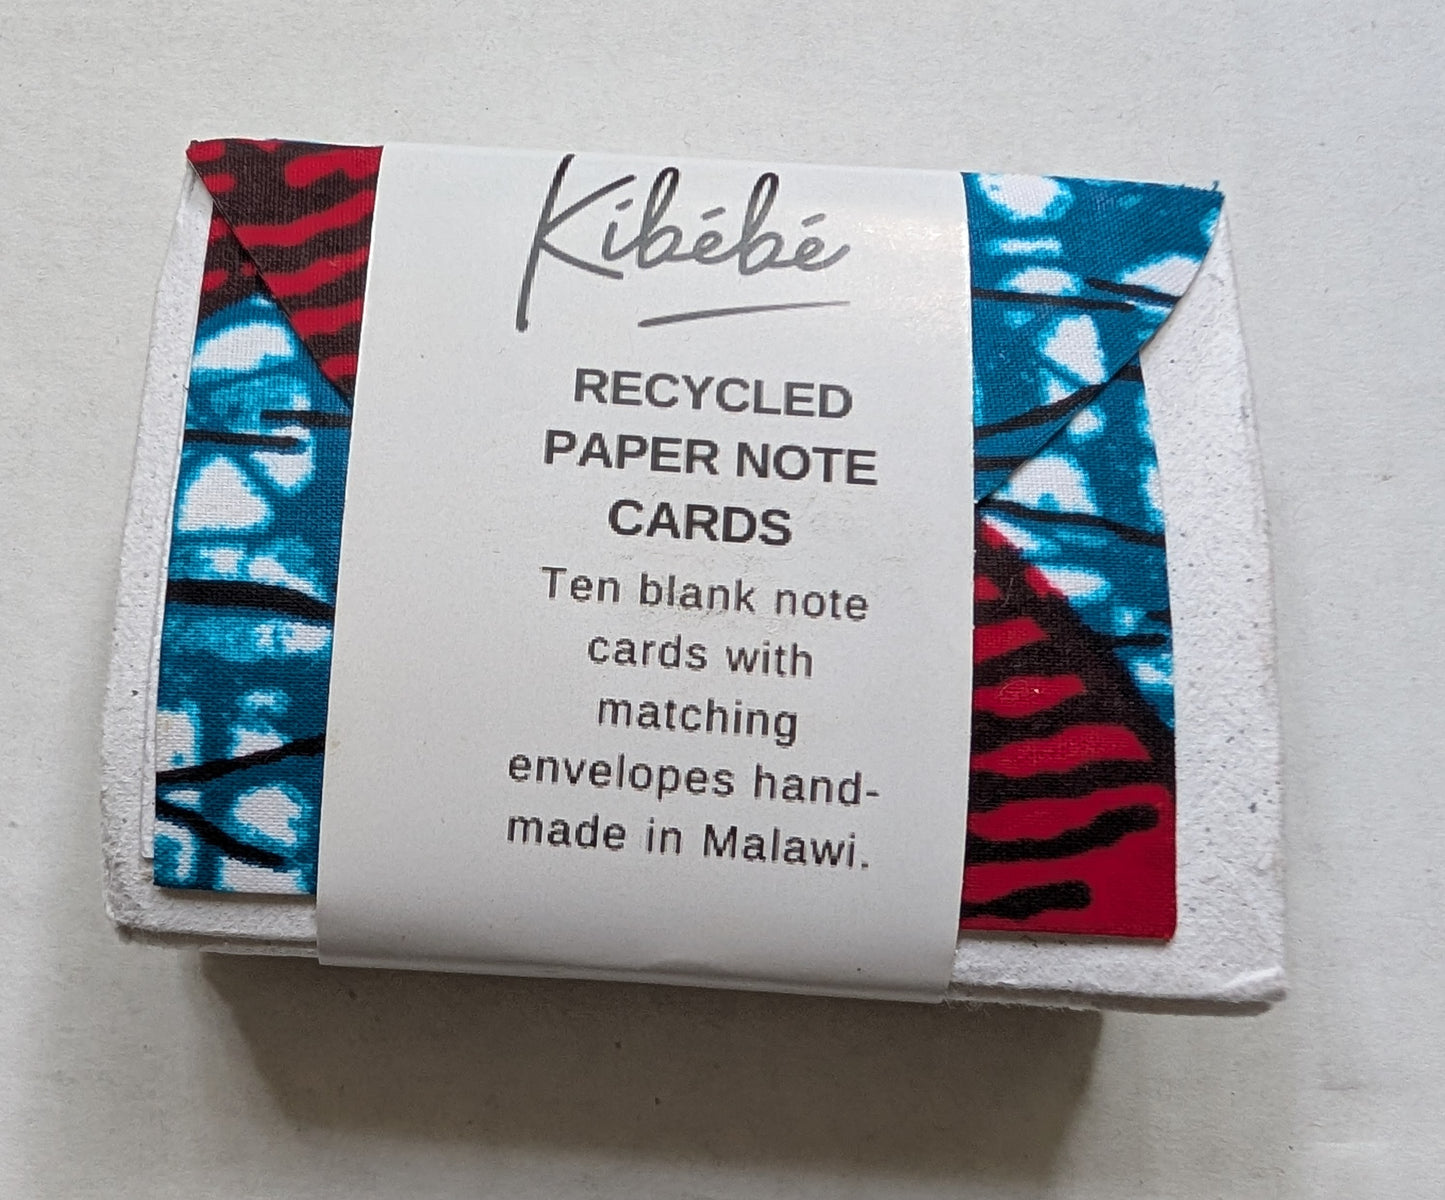 Kibébé
RECYCLED
PAPER NOTE
CARDS
Ten blank note
cards with
matching
envelopes hand-
made in Malawi.